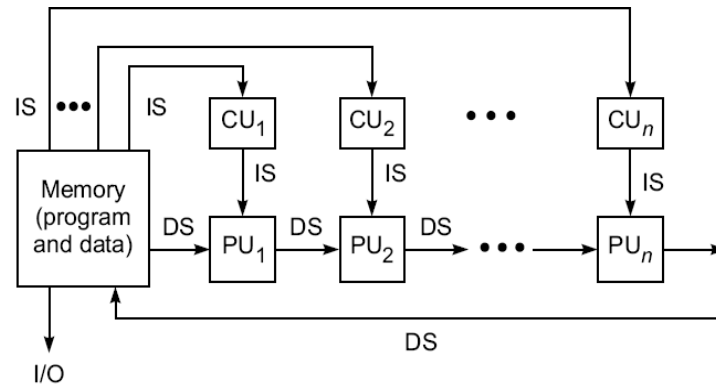 IS
IS
CU1
CU2
CUn
IS
IS
IS
Memory
(program
and data)
DS
PU1
DS
PU2
DS
PUn
DS
I/O